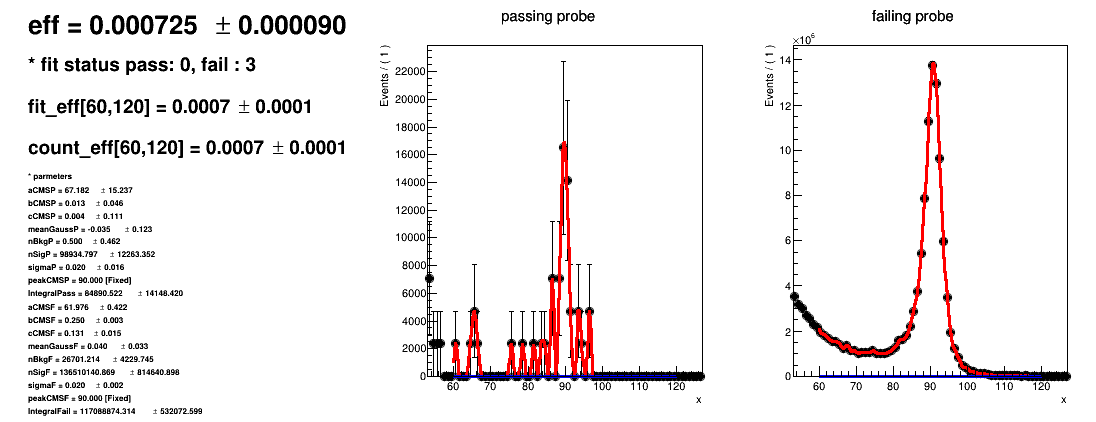 eff = 0.000725 ± 0.000090
* fit status pass: 0, fail : 3
fit_eff[60,120] = 0.0007 ± 0.0001
count_eff[60,120] = 0.0007 ± 0.0001
* parmeters
aCMSP = 67.182 ± 15.237
bCMSP = 0.013 ± 0.046
cCMSP = 0.004 ± 0.111
meanGaussP = -0.035 ± 0.123
nBkgP = 0.500 ± 0.462
nSigP = 98934.797 ± 12263.352
sigmaP = 0.020 ± 0.016
peakCMSP = 90.000 [Fixed]
IntegralPass = 84890.522 ± 14148.420
aCMSF = 61.976 ± 0.422
bCMSF = 0.250 ± 0.003
cCMSF = 0.131 ± 0.015
meanGaussF = 0.040 ± 0.033
nBkgF = 26701.214 ± 4229.745
nSigF = 136510140.869 ± 814640.898
sigmaF = 0.020 ± 0.002
peakCMSF = 90.000 [Fixed]
IntegralFail = 117088874.314 ± 532072.599
passing probe
Events / ( 1 )
22000
20000
18000
16000
14000
12000
10000
8000
6000
4000
2000
0
60 70 80 90 100 110 120
x
failing probe
×10⁶
Events / ( 1 )
14
12
10
8
6
4
2
0
60 70 80 90 100 110 120
x